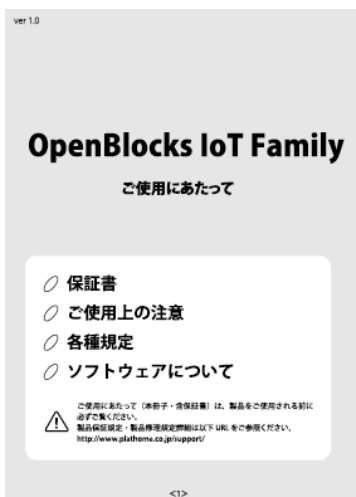 ver 1.0
OpenBlocks IoT Family
ご使用にあたって
保証書
ご使用上の注意
各種規定
ソフトウェアについて
ご使用にあたって（本冊子・含保証書）は、製品をご使用される前に
必ずご覧ください。
製品保証規定・製品修理規定詳細は以下 URL をご参照ください。
http://www.plathome.co.jp/support/
<1>